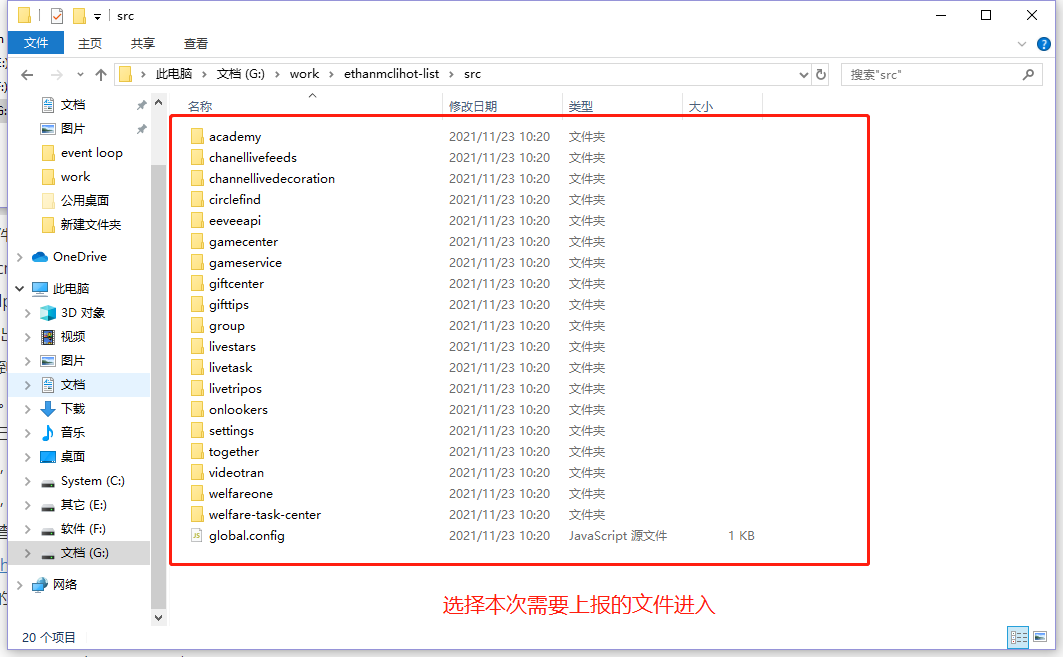 src
文件 主页 共享 查看
此电脑 文档 (G:) work ethanmclihot-list src
搜索"src"
名称 修改日期 类型 大小
文档
图片
event loop
work
公用桌面
新建文件夹
OneDrive
此电脑
3D 对象
视频
图片
文档
下载
音乐
桌面
System (C:)
其它 (E:)
软件 (F:)
文档 (G:)
网络
academy 2021/11/23 10:20 文件夹
chanellivefeeds 2021/11/23 10:20 文件夹
channellivedecoration 2021/11/23 10:20 文件夹
circlefind 2021/11/23 10:20 文件夹
eeveeapi 2021/11/23 10:20 文件夹
gamecenter 2021/11/23 10:20 文件夹
gameservice 2021/11/23 10:20 文件夹
giftcenter 2021/11/23 10:20 文件夹
gifttips 2021/11/23 10:20 文件夹
group 2021/11/23 10:20 文件夹
livestars 2021/11/23 10:20 文件夹
livetask 2021/11/23 10:20 文件夹
livetripos 2021/11/23 10:20 文件夹
onlookers 2021/11/23 10:20 文件夹
settings 2021/11/23 10:20 文件夹
together 2021/11/23 10:20 文件夹
videotran 2021/11/23 10:20 文件夹
welfareone 2021/11/23 10:20 文件夹
welfare-task-center 2021/11/23 10:20 文件夹
global.config 2021/11/23 10:20 JavaScript 源文件 1 KB
选择本次需要上报的文件进入
20 个项目